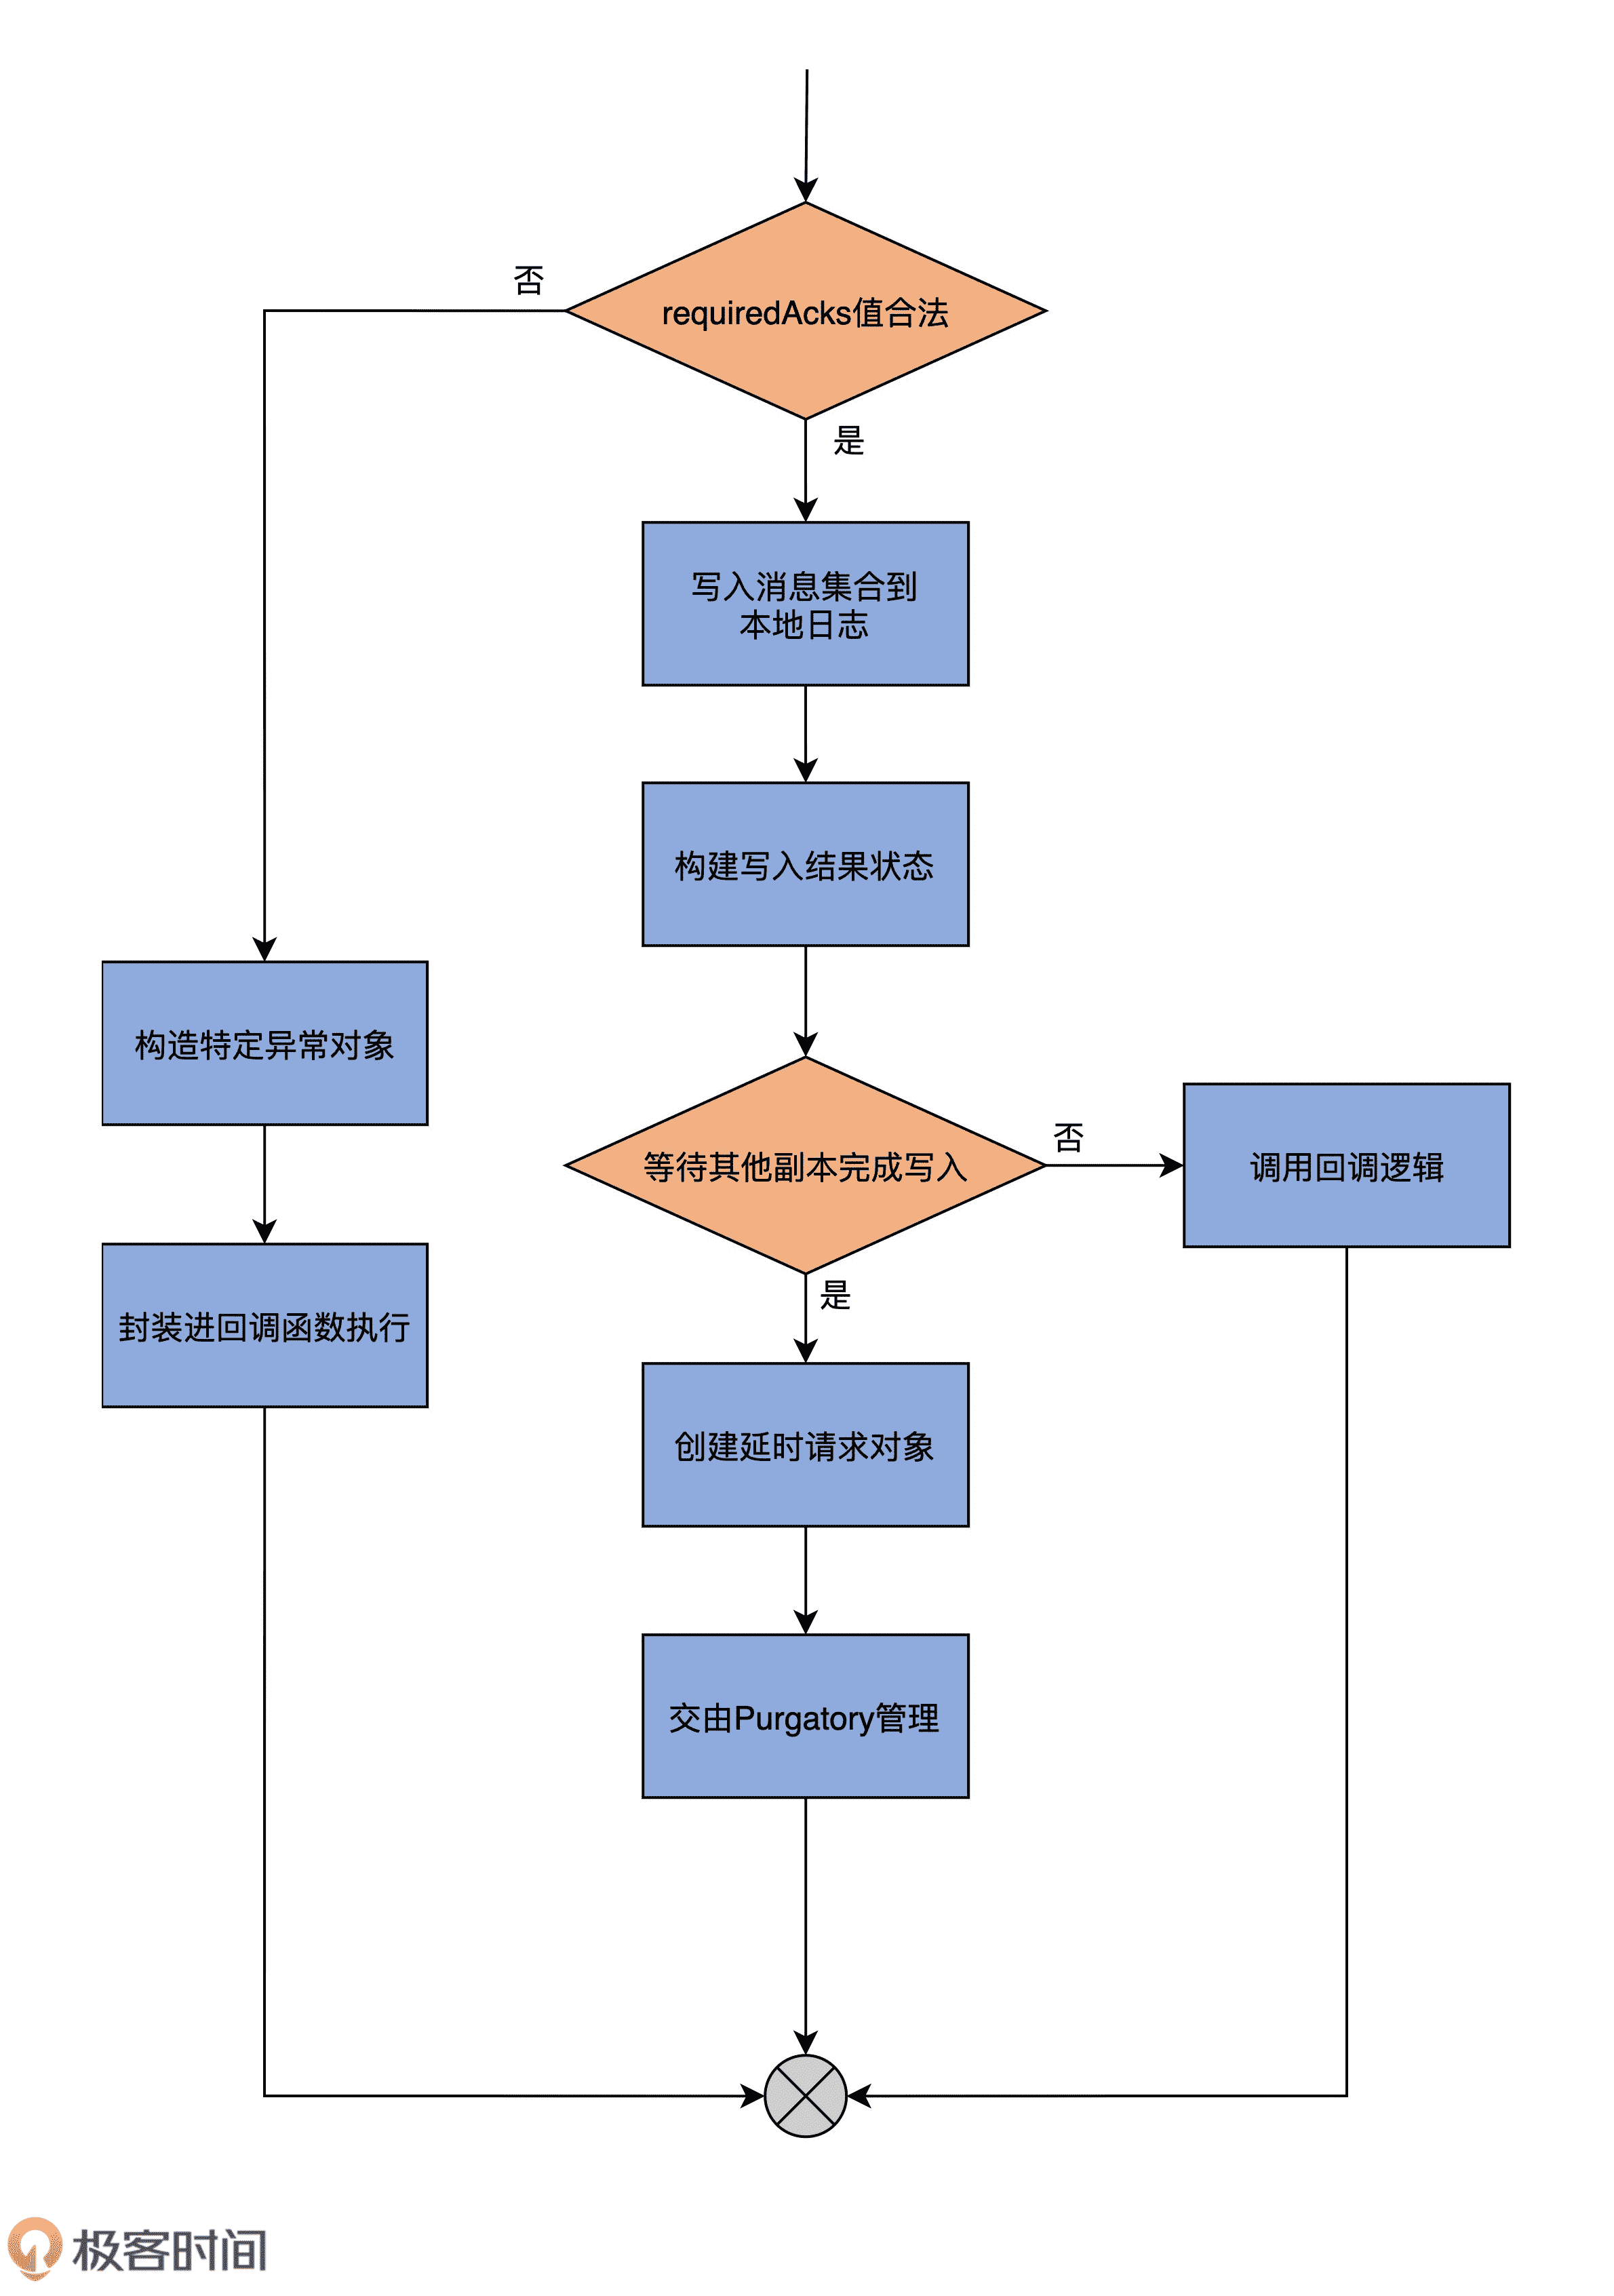 requiredAcks值合法
否
是
写入消息集合到
本地日志
构建写入结果状态
构造特定异常对象
等待其他副本完成写入
否
调用回调逻辑
是
封装进回调函数执行
创建延时请求对象
交由Purgatory管理
极客时间